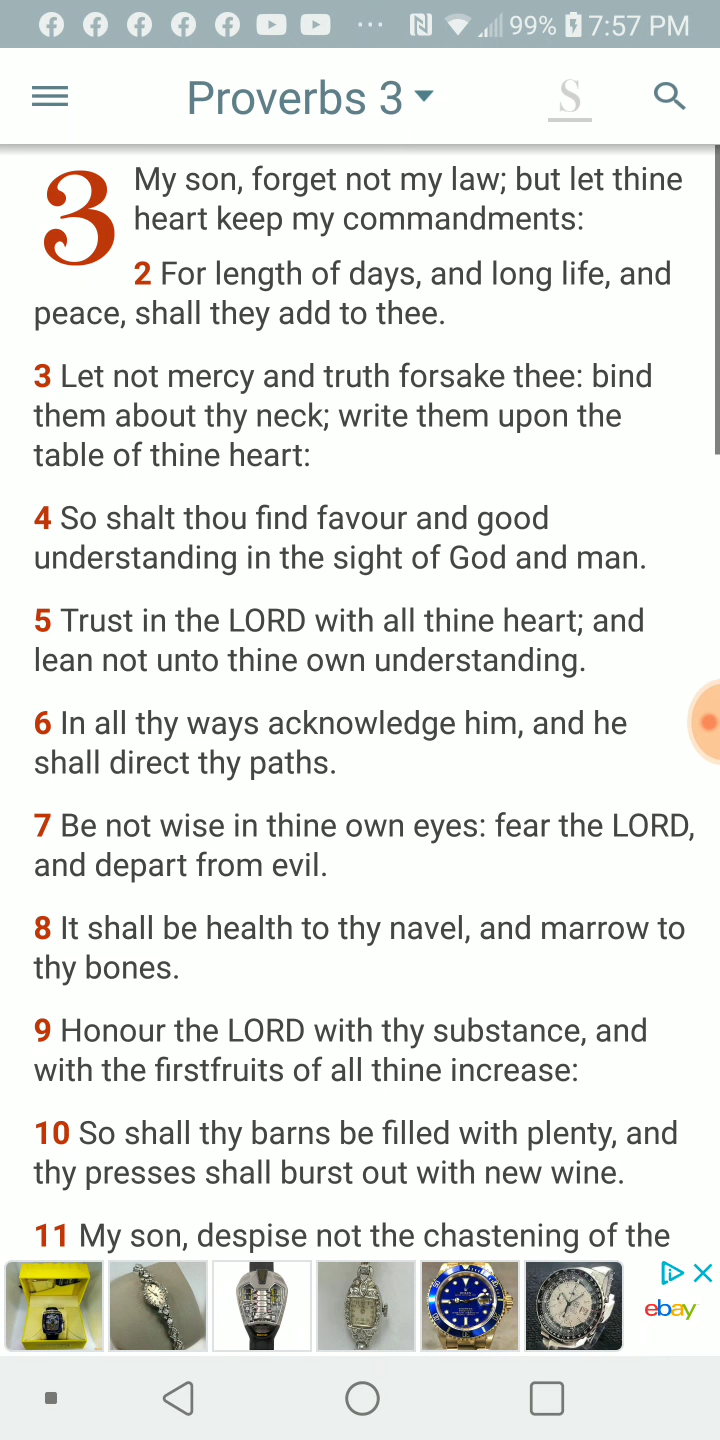 99% 7:57 PM
Proverbs 3
S
3 My son, forget not my law; but let thine
heart keep my commandments:
2 For length of days, and long life, and
peace, shall they add to thee.
3 Let not mercy and truth forsake thee: bind
them about thy neck; write them upon the
table of thine heart:
4 So shalt thou find favour and good
understanding in the sight of God and man.
5 Trust in the LORD with all thine heart; and
lean not unto thine own understanding.
6 In all thy ways acknowledge him, and he
shall direct thy paths.
7 Be not wise in thine own eyes: fear the LORD,
and depart from evil.
8 It shall be health to thy navel, and marrow to
thy bones.
9 Honour the LORD with thy substance, and
with the firstfruits of all thine increase:
10 So shall thy barns be filled with plenty, and
thy presses shall burst out with new wine.
11 My son, despise not the chastening of the
ebay